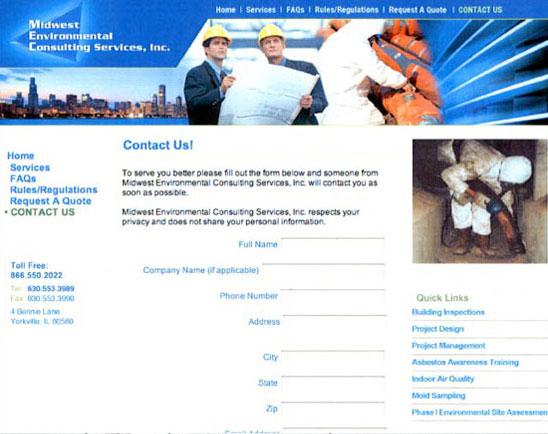 Home | Services | FAQs | Rules/Regulations | Request A Quote | CONTACT US
Midwest
Environmental
Consulting Services, Inc.
Contact Us!
Home
Services
FAQs
Rules/Regulations
Request A Quote
• CONTACT US
To serve you better please fill out the form below and someone from
Midwest Environmental Consulting Services, Inc. will contact you as
soon as possible.
Midwest Environmental Consulting Services, Inc. respects your
privacy and does not share your personal information.
Full Name
Company Name (if applicable)
Phone Number
Address
City
State
Zip
Email Address
Toll Free:
866.550.2022
Tel 630.553.3989
Fax 630.553.3990
4 Bonnie Lane
Yorkville, IL 60560
Quick Links
Building Inspections
Project Design
Project Management
Asbestos Awareness Training
Indoor Air Quality
Mold Sampling
Phase I Environmental Site Assessmen